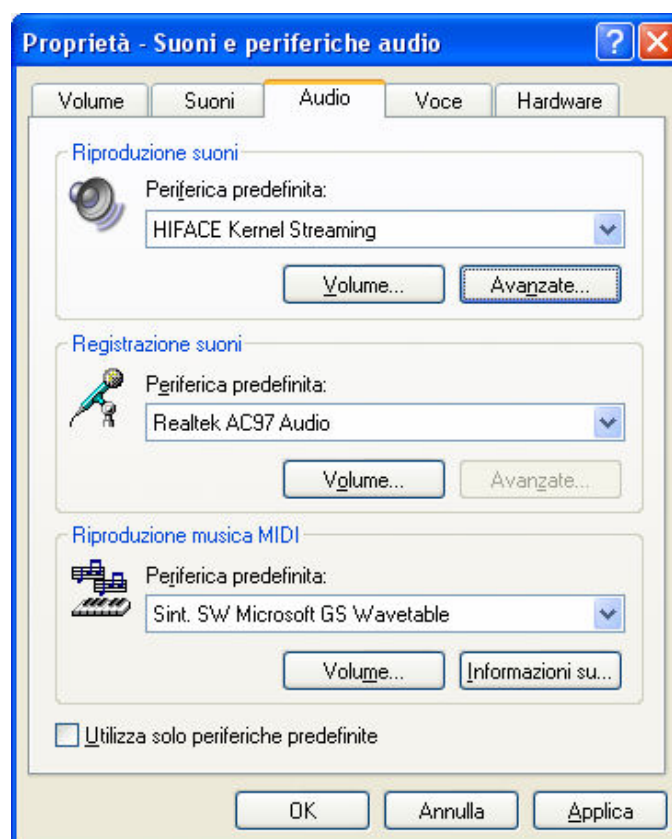 Proprietà - Suoni e periferiche audio
Volume Suoni Audio Voce Hardware
Riproduzione suoni
Periferica predefinita:
HIFACE Kernel Streaming
Volume... Avanzate...
Registrazione suoni
Periferica predefinita:
Realtek AC97 Audio
Volume... Avanzate...
Riproduzione musica MIDI
Periferica predefinita:
Sint. SW Microsoft GS Wavetable
Volume... Informazioni su...
Utilizza solo periferiche predefinite
OK Annulla Applica